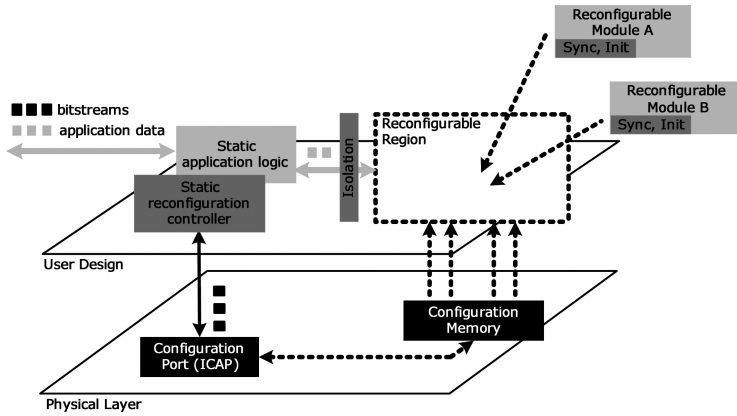 Reconfigurable
Module A
Sync, Init
Reconfigurable
Module B
Sync, Init
bitstreams
application data
Static
application logic
Isolation
Reconfigurable
Region
Static
reconfiguration
controller
User Design
Configuration
Memory
Configuration
Port (ICAP)
Physical Layer